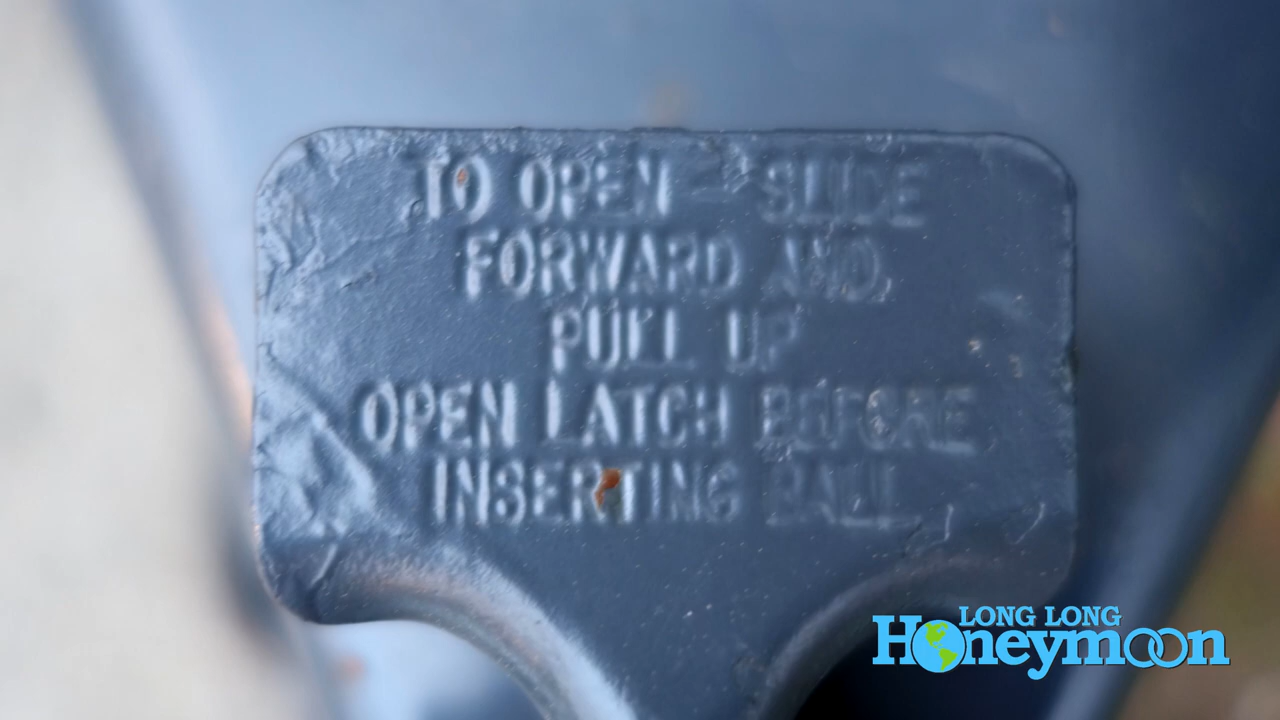 TO OPEN - SLIDE
FORWARD AND
PULL UP
OPEN LATCH BEFORE
INSERTING BALL
LONG LONG
Honeymoon